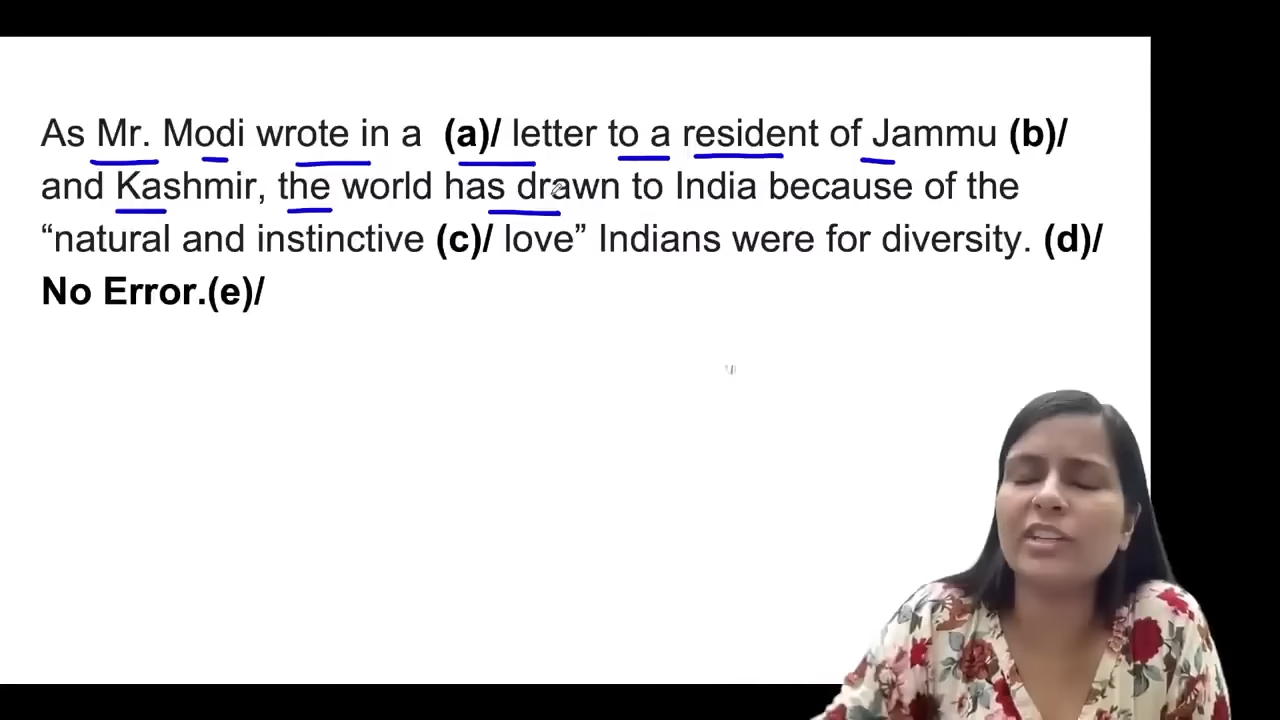 As Mr. Modi wrote in a (a)/ letter to a resident of Jammu (b)/
and Kashmir, the world has drawn to India because of the
“natural and instinctive (c)/ love” Indians were for diversity. (d)/
No Error.(e)/